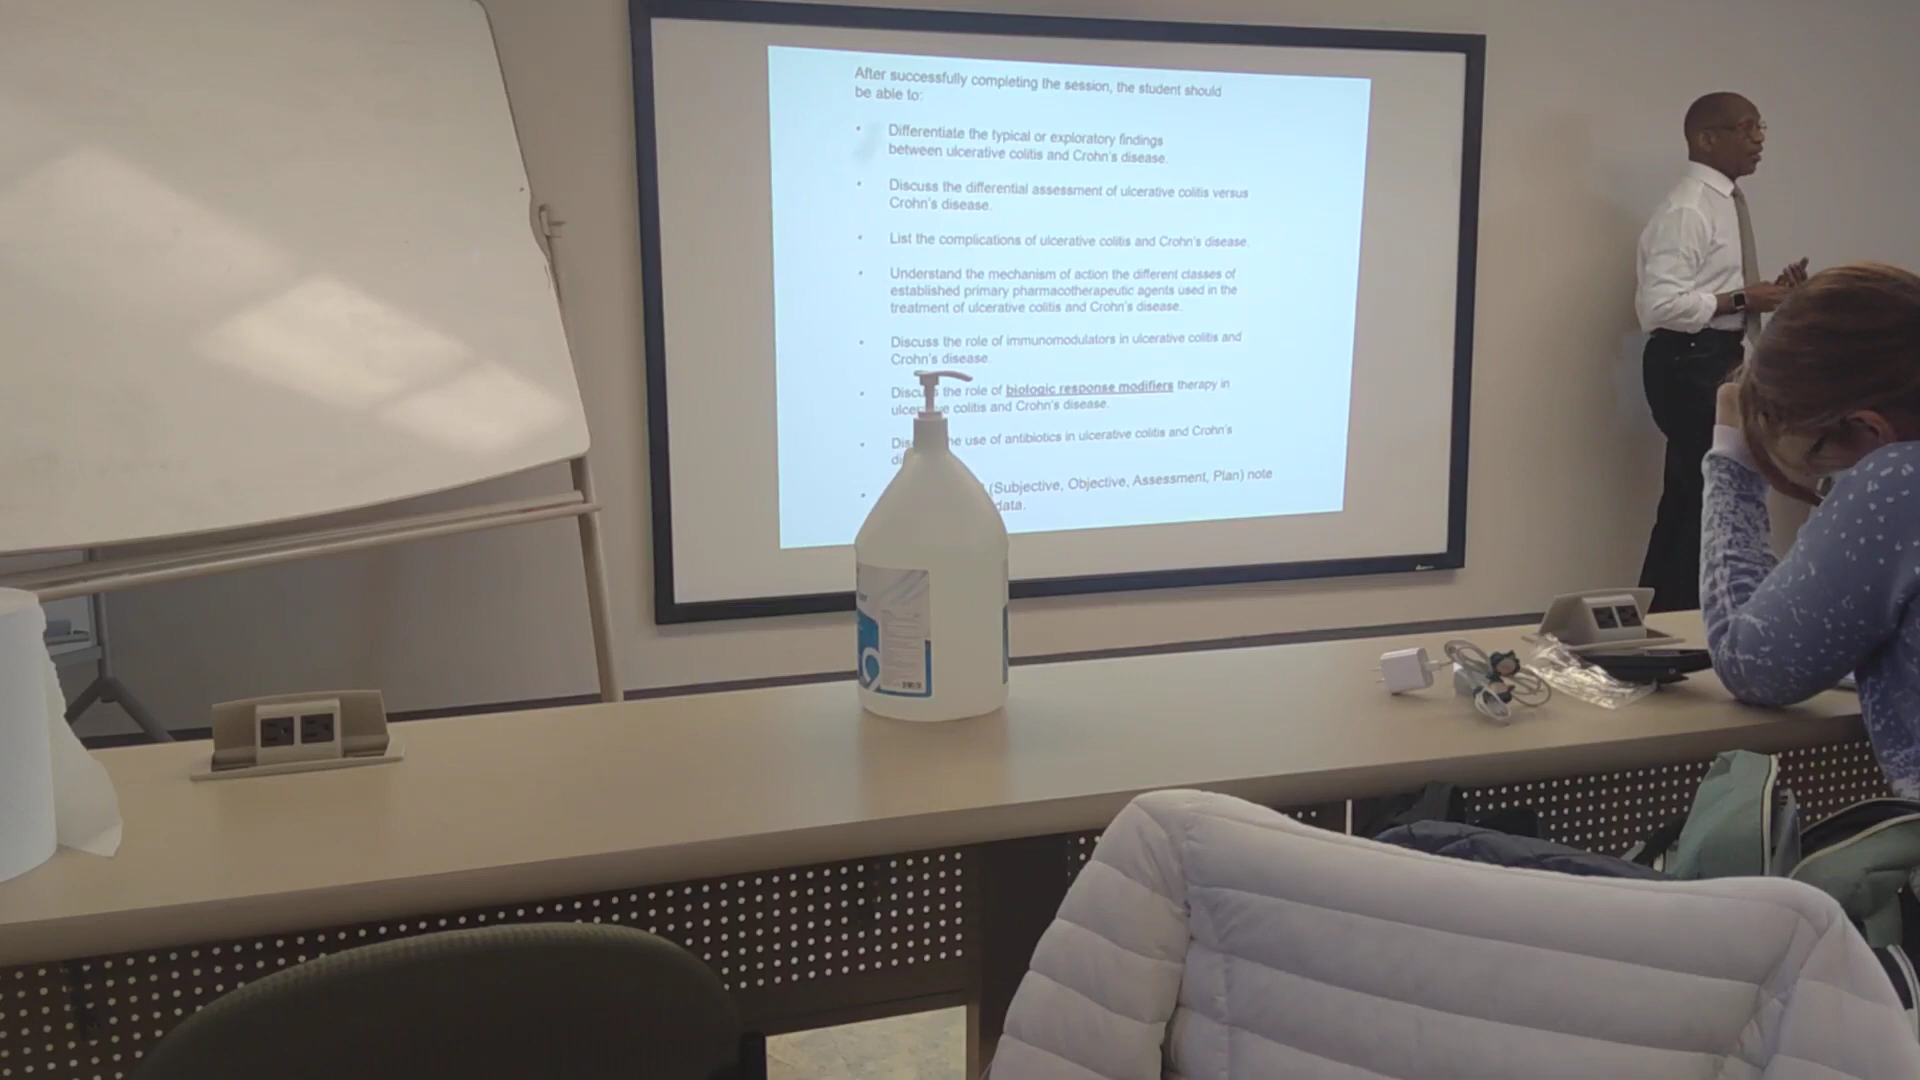 After successfully completing the session, the student should
be able to:
• Differentiate the typical or exploratory findings
between ulcerative colitis and Crohn's disease.
• Discuss the differential assessment of ulcerative colitis versus
Crohn's disease.
• List the complications of ulcerative colitis and Crohn's disease.
• Understand the mechanism of action the different classes of
established primary pharmacotherapeutic agents used in the
treatment of ulcerative colitis and Crohn's disease.
• Discuss the role of immunomodulators in ulcerative colitis and
Crohn's disease.
• Discuss the role of biologic response modifiers therapy in
colitis and Crohn's disease.
• use of antibiotics in ulcerative colitis and Crohn's
• (Subjective, Objective, Assessment, Plan) note
data.